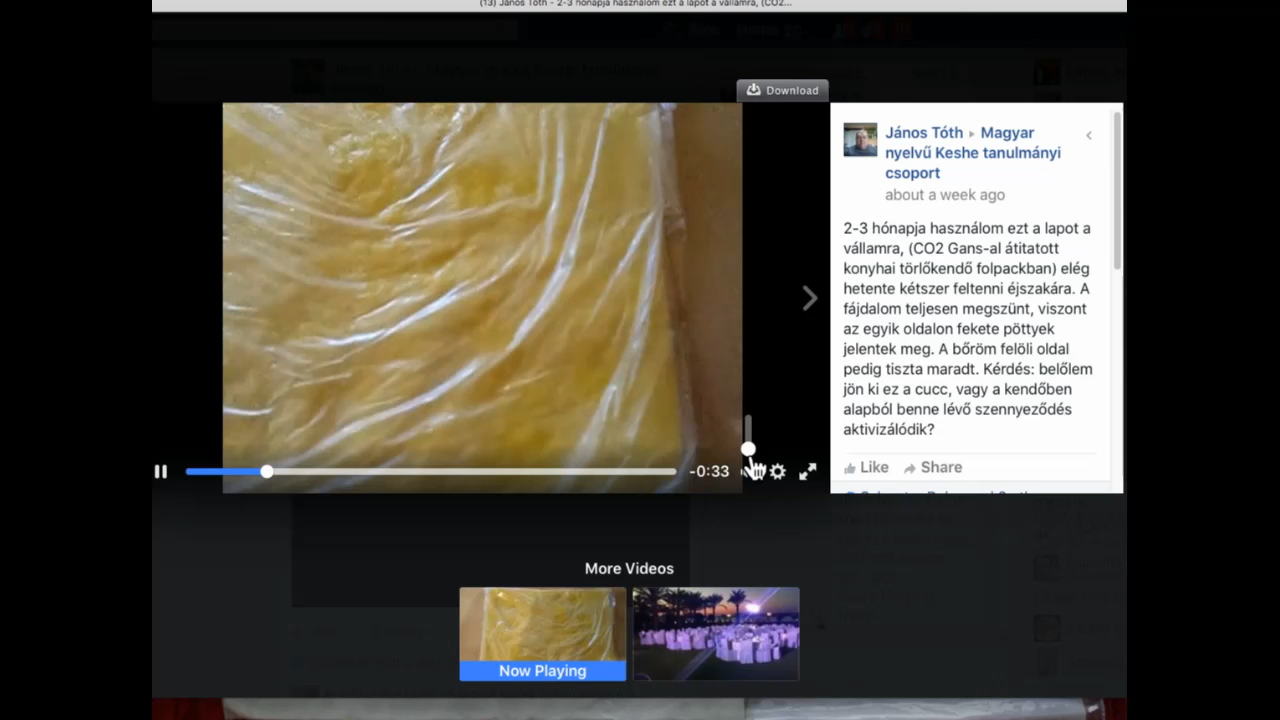 (13) János Tóth - 2-3 hónapja használom ezt a lapot a vállamra, (CO2...
Download
János Tóth ▸ Magyar
nyelvű Keshe tanulmányi
csoport
about a week ago
2-3 hónapja használom ezt a lapot a
vállamra, (CO2 Gans-al átitatott
konyhai törlőkendő folpackban) elég
hetente kétszer feltenni éjszakára. A
fájdalom teljesen megszünt, viszont
az egyik oldalon fekete pöttyek
jelentek meg. A bőröm felöli oldal
pedig tiszta maradt. Kérdés: belőlem
jön ki ez a cucc, vagy a kendőben
alapból benne lévő szennyeződés
aktivizálódik?
Like Share
-0:33
More Videos
Now Playing